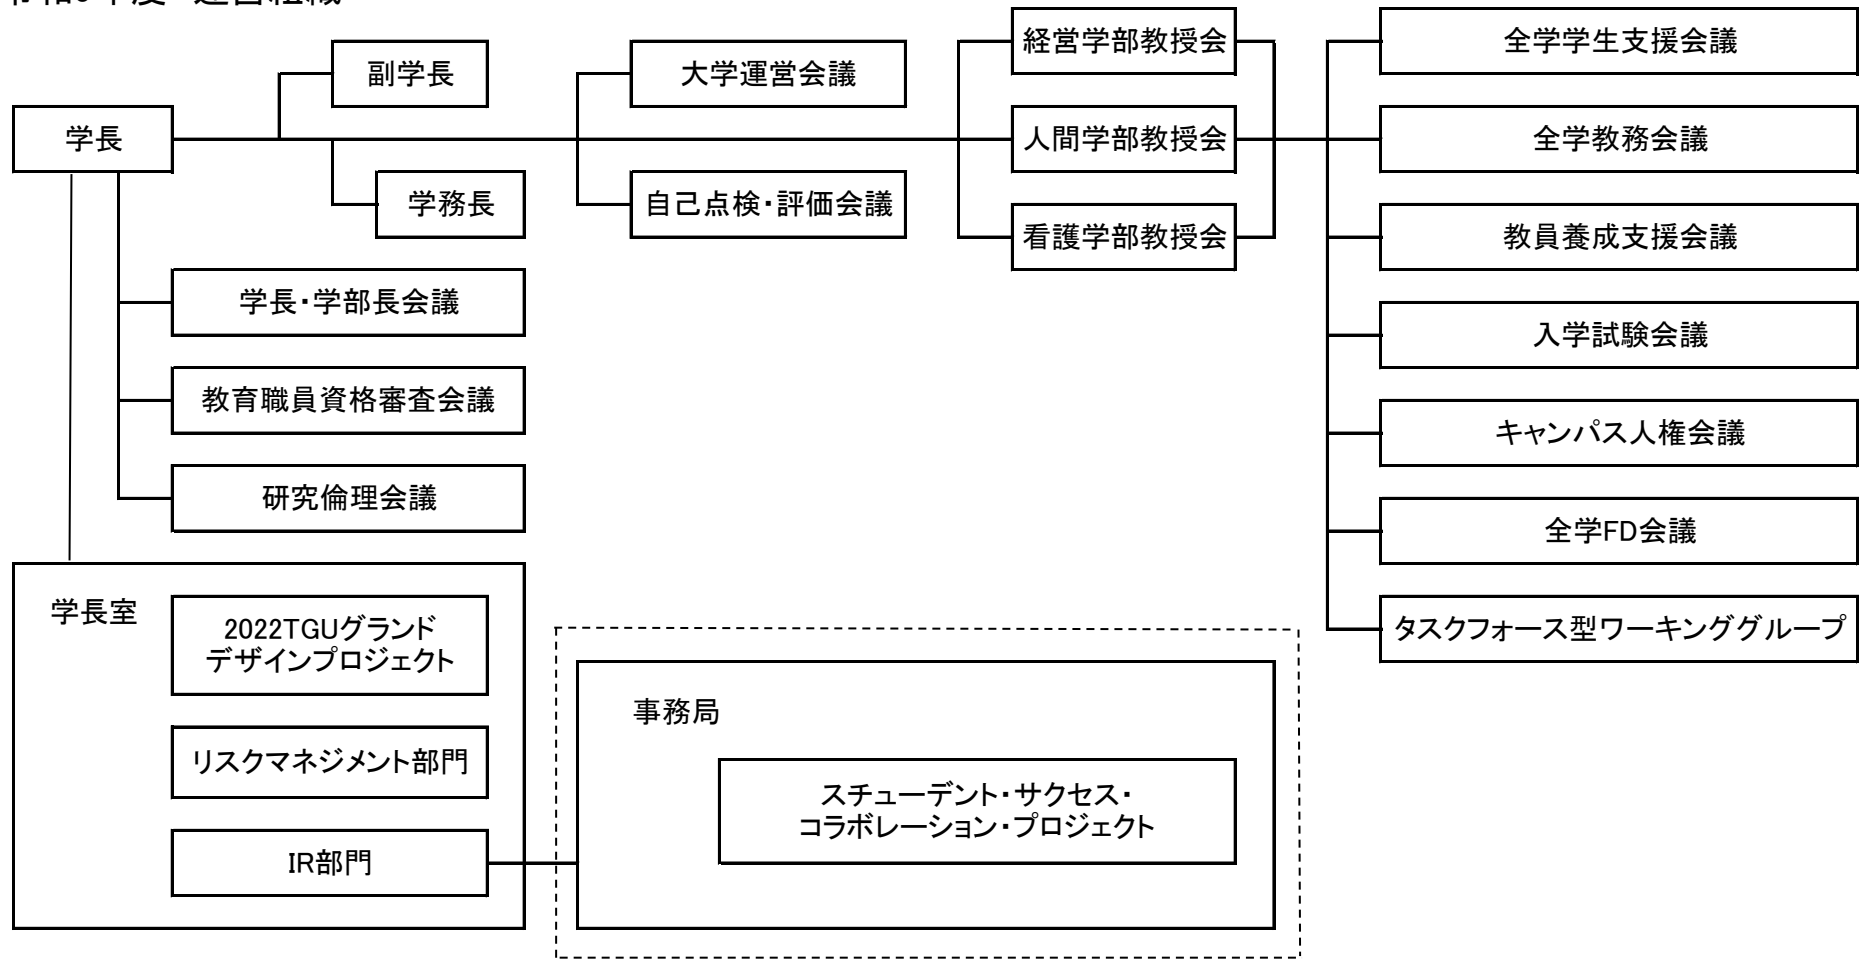 副学長
大学運営会議
経営学部教授会
全学学生支援会議
学長
人間学部教授会
全学教務会議
学務長
自己点検・評価会議
看護学部教授会
教員養成支援会議
学長・学部長会議
入学試験会議
教育職員資格審査会議
キャンパス人権会議
研究倫理会議
全学FD会議
学長室
2022TGUグランド
デザインプロジェクト
タスクフォース型ワーキンググループ
事務局
リスクマネジメント部門
スチューデント・サクセス・
コラボレーション・プロジェクト
IR部門